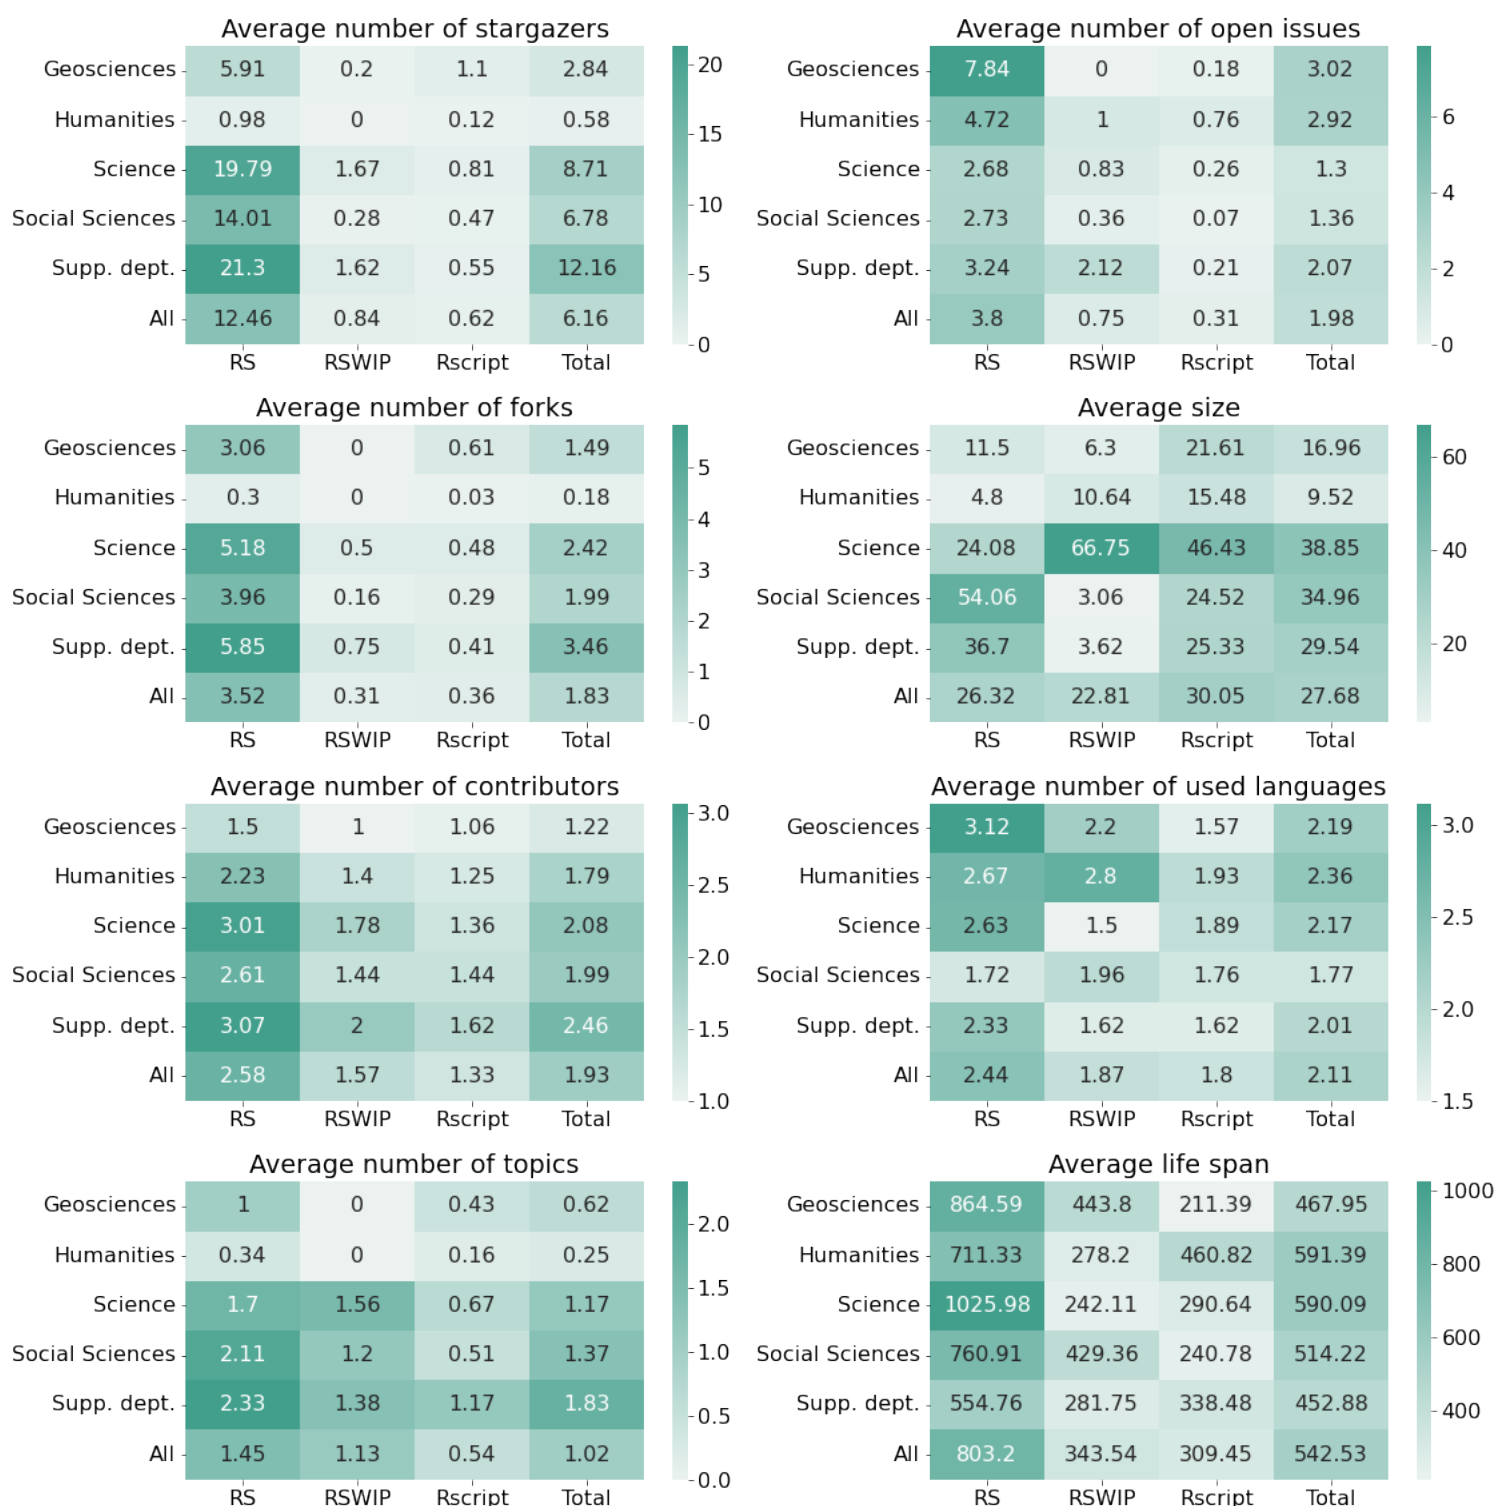 Average number of stargazers
Geosciences 5.91 0.2 1.1 2.84
Humanities 0.98 0 0.12 0.58
Science 19.79 1.67 0.81 8.71
Social Sciences 14.01 0.28 0.47 6.78
Supp. dept. 21.3 1.62 0.55 12.16
All 12.46 0.84 0.62 6.16
RS RSWIP Rscript Total
20
15
10
5
0
Average number of open issues
Geosciences 7.84 0 0.18 3.02
Humanities 4.72 1 0.76 2.92
Science 2.68 0.83 0.26 1.3
Social Sciences 2.73 0.36 0.07 1.36
Supp. dept. 3.24 2.12 0.21 2.07
All 3.8 0.75 0.31 1.98
RS RSWIP Rscript Total
6
4
2
0
Average number of forks
Geosciences 3.06 0 0.61 1.49
Humanities 0.3 0 0.03 0.18
Science 5.18 0.5 0.48 2.42
Social Sciences 3.96 0.16 0.29 1.99
Supp. dept. 5.85 0.75 0.41 3.46
All 3.52 0.31 0.36 1.83
RS RSWIP Rscript Total
5
4
3
2
1
0
Average size
Geosciences 11.5 6.3 21.61 16.96
Humanities 4.8 10.64 15.48 9.52
Science 24.08 66.75 46.43 38.85
Social Sciences 54.06 3.06 24.52 34.96
Supp. dept. 36.7 3.62 25.33 29.54
All 26.32 22.81 30.05 27.68
RS RSWIP Rscript Total
60
40
20
Average number of contributors
Geosciences 1.5 1 1.06 1.22
Humanities 2.23 1.4 1.25 1.79
Science 3.01 1.78 1.36 2.08
Social Sciences 2.61 1.44 1.44 1.99
Supp. dept. 3.07 2 1.62 2.46
All 2.58 1.57 1.33 1.93
RS RSWIP Rscript Total
3.0
2.5
2.0
1.5
1.0
Average number of used languages
Geosciences 3.12 2.2 1.57 2.19
Humanities 2.67 2.8 1.93 2.36
Science 2.63 1.5 1.89 2.17
Social Sciences 1.72 1.96 1.76 1.77
Supp. dept. 2.33 1.62 1.62 2.01
All 2.44 1.87 1.8 2.11
RS RSWIP Rscript Total
3.0
2.5
2.0
1.5
Average number of topics
Geosciences 1 0 0.43 0.62
Humanities 0.34 0 0.16 0.25
Science 1.7 1.56 0.67 1.17
Social Sciences 2.11 1.2 0.51 1.37
Supp. dept. 2.33 1.38 1.17 1.83
All 1.45 1.13 0.54 1.02
RS RSWIP Rscript Total
2.0
1.5
1.0
0.5
0.0
Average life span
Geosciences 864.59 443.8 211.39 467.95
Humanities 711.33 278.2 460.82 591.39
Science 1025.98 242.11 290.64 590.09
Social Sciences 760.91 429.36 240.78 514.22
Supp. dept. 554.76 281.75 338.48 452.88
All 803.2 343.54 309.45 542.53
RS RSWIP Rscript Total
1000
800
600
400